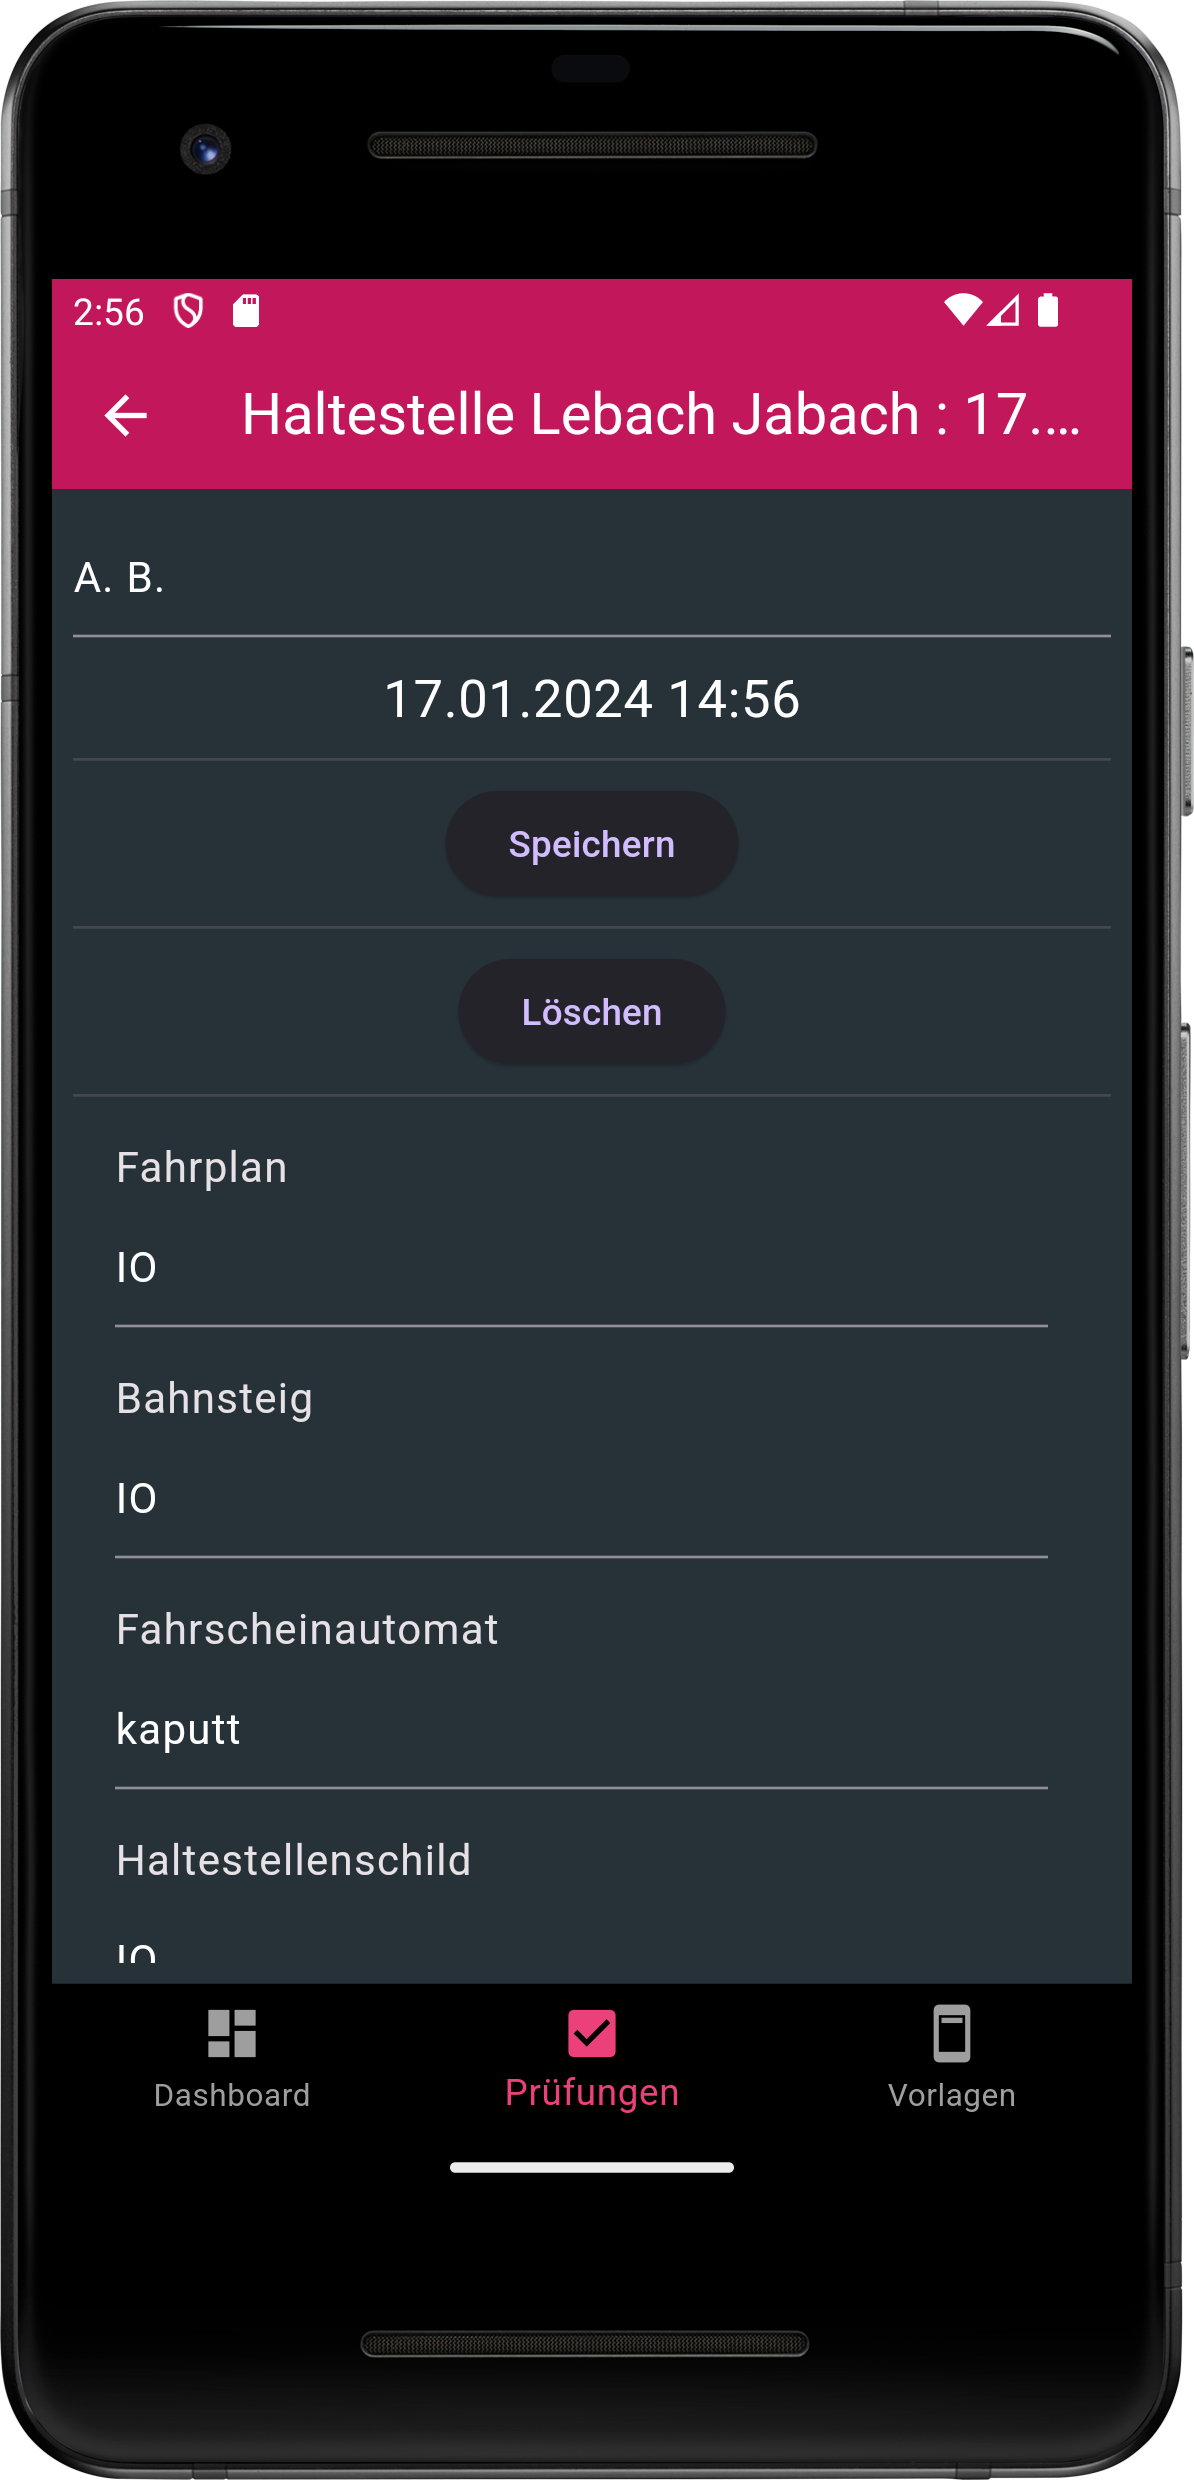 2:56
Haltestelle Lebach Jabach : 17....
A. B.
17.01.2024 14:56
Speichern
Löschen
Fahrplan
IO
Bahnsteig
IO
Fahrscheinautomat
kaputt
Haltestellenschild
IO
Dashboard
Prüfungen
Vorlagen